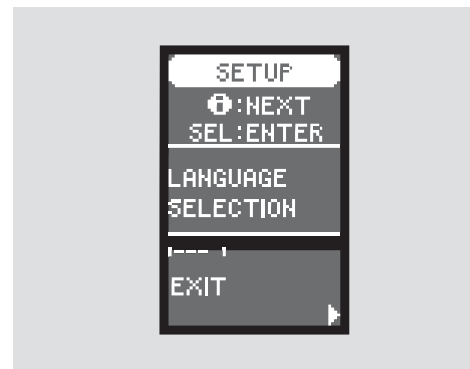 SETUP
:NEXT
SEL:ENTER
LANGUAGE
SELECTION
EXIT